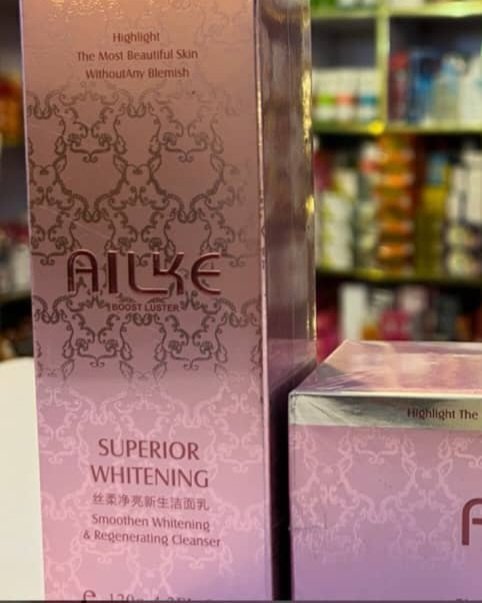 Highlight
The Most Beautiful Skin
WithoutAny Blemish
AILKE
BOOST LUSTER
SUPERIOR
WHITENING
丝柔净亮新生洁面乳
Smoothen Whitening
& Regenerating Cleanser
Highlight The